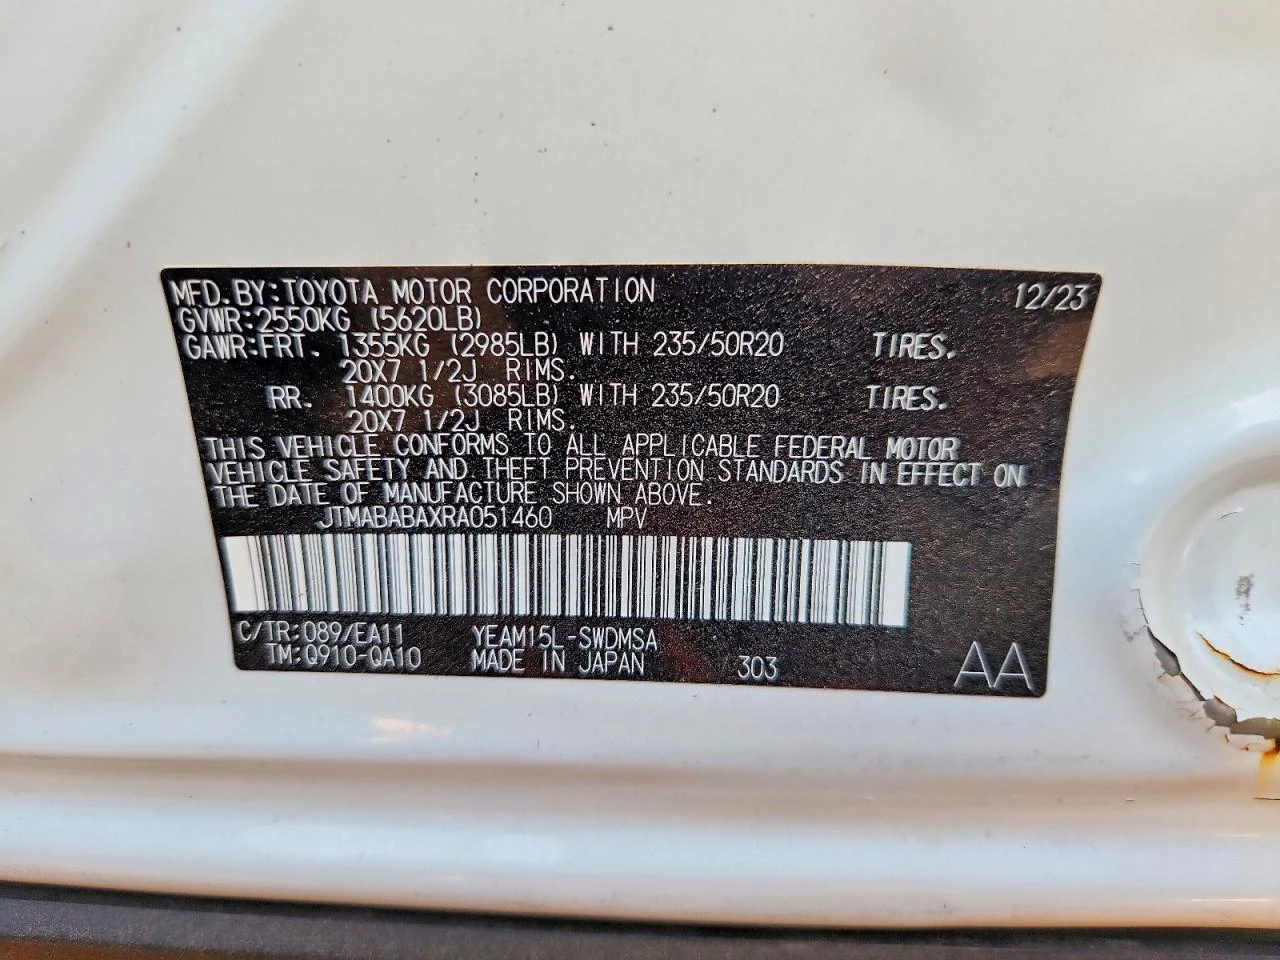 MFD.BY:TOYOTA MOTOR CORPORATION 12/23
GVWR:2550KG (5620LB)
GAWR:FRT. 1355KG (2985LB) WITH 235/50R20 TIRES.
20X7 1/2J RIMS.
RR. 1400KG (3085LB) WITH 235/50R20 TIRES.
20X7 1/2J RIMS.
THIS VEHICLE CONFORMS TO ALL APPLICABLE FEDERAL MOTOR
VEHICLE SAFETY AND THEFT PREVENTION STANDARDS IN EFFECT ON
THE DATE OF MANUFACTURE SHOWN ABOVE.
JTMABABAXRA051460 MPV
C/TR:089/EA11 YEAM15L-SWDMSA
TM:Q910-QA10 MADE IN JAPAN 303 AA